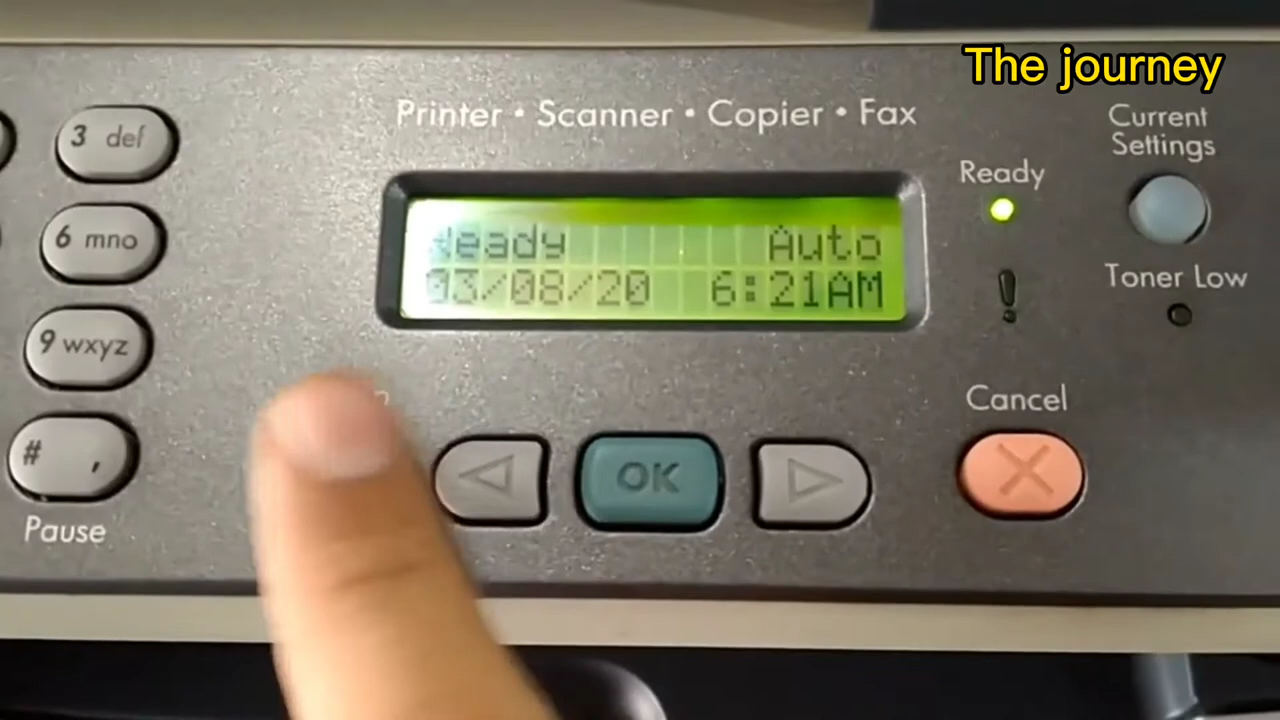 The journey
Printer • Scanner • Copier • Fax
Current
Settings
Ready
3 def
6 mno
Ready Auto
03/08/20 6:21AM
Toner Low
9 wxyz
Cancel
# ,
OK
Pause